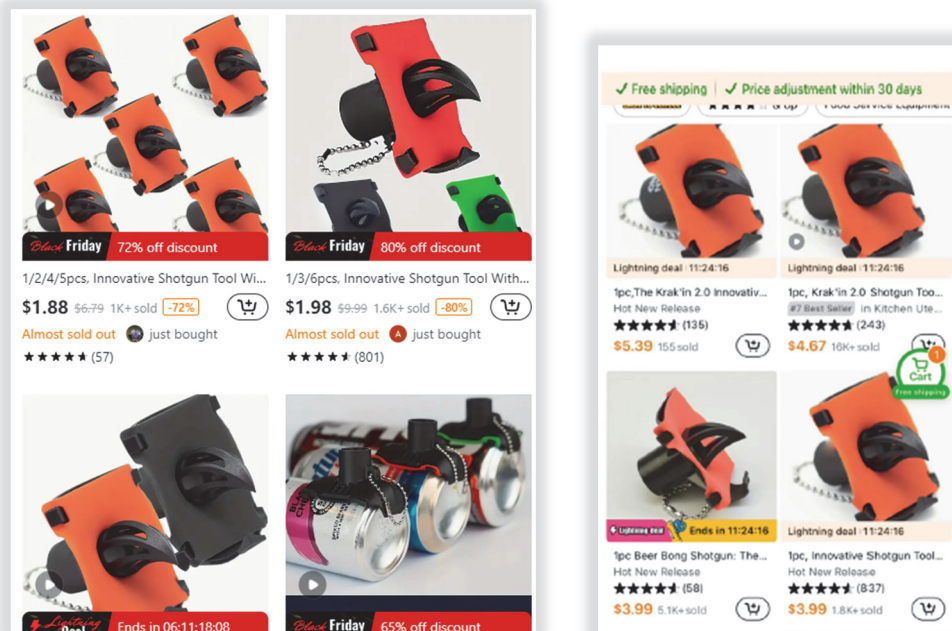 Black Friday 72% off discount
1/2/4/5pcs, Innovative Shotgun Tool Wi...
$1.88 $6.79 1K+ sold -72%
Almost sold out just bought
(57)
Black Friday 80% off discount
1/3/6pcs, Innovative Shotgun Tool With...
$1.98 $9.99 1.6K+ sold -80%
Almost sold out A just bought
(801)
Lightning
Deal Ends in 06:11:18:08
Black Friday 65% off discount
✓ Free shipping | ✓ Price adjustment within 30 days
& Up
Food Service Equipment
Lightning deal 11:24:16
1pc,The Krak'in 2.0 Innovativ...
Hot New Release
(135)
$5.39 155 sold
Lightning deal 11:24:16
1pc, Krak'in 2.0 Shotgun Too...
#7 Best Seller in Kitchen Ute...
(243)
$4.67 16K+ sold
1
Cart
Free shipping
Lightning deal Ends in 11:24:16
1pc Beer Bong Shotgun: The...
Hot New Release
(58)
$3.99 5.1K+ sold
Lightning deal 11:24:16
1pc, Innovative Shotgun Tool...
Hot New Release
(837)
$3.99 1.8K+ sold